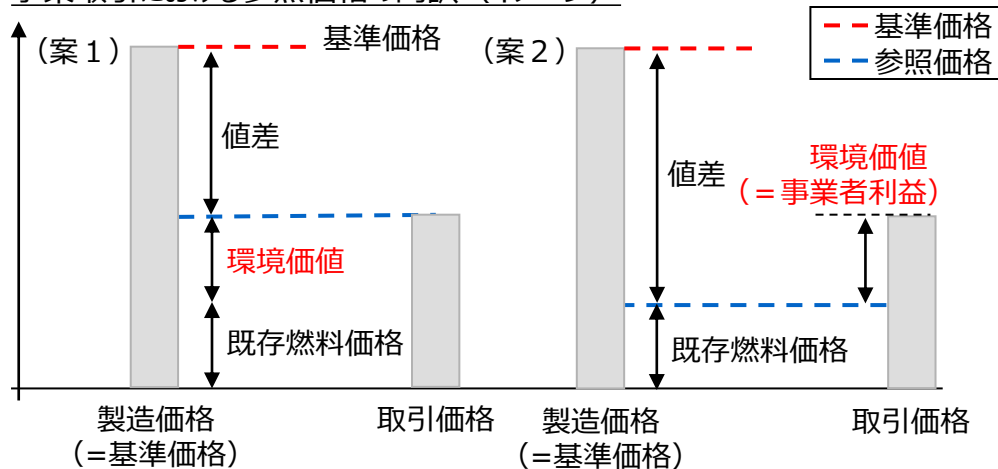 （案１）
基準価格
値差
環境価値
既存燃料価格
製造価格
（=基準価格）
取引価格
（案２）
基準価格
参照価格
値差
環境価値
（＝事業者利益）
既存燃料価格
製造価格
（=基準価格）
取引価格